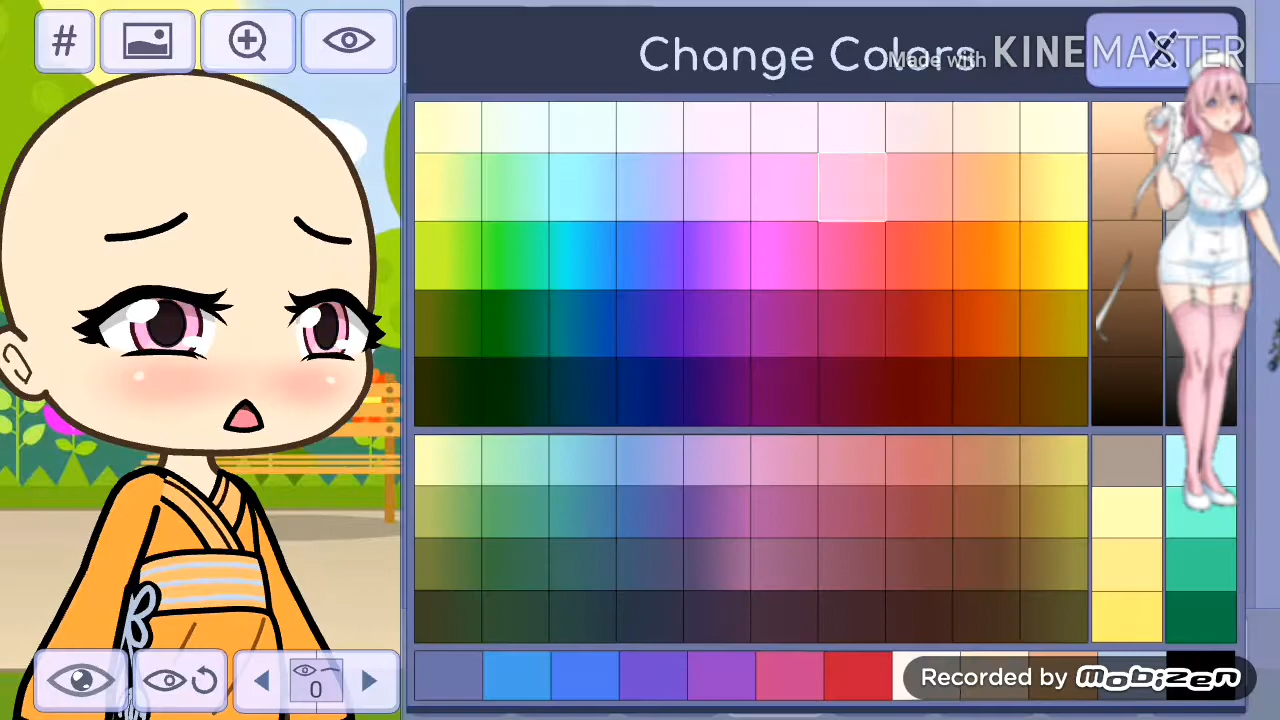 #
Change Colors
Made with KINEMASTER
X
0
Recorded by mobizen